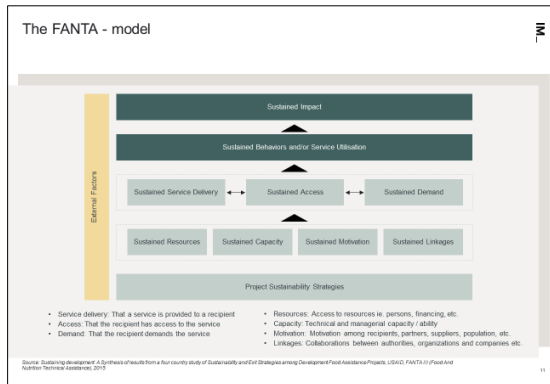 The FANTA - model
IM_
Sustained Impact
Sustained Behaviors and/or Service Utilisation
External Factors
Sustained Service Delivery
Sustained Access
Sustained Demand
Sustained Resources
Sustained Capacity
Sustained Motivation
Sustained Linkages
Project Sustainability Strategies
• Service delivery: That a service is provided to a recipient
• Access: That the recipient has access to the service
• Demand: That the recipient demands the service
• Resources: Access to resources ie. persons, financing, etc.
• Capacity: Technical and managerial capacity / ability
• Motivation: Motivation among recipients, partners, suppliers, population, etc.
• Linkages: Collaborations between authorities, organizations and companies etc.
Source: Sustaining development: A Synthesis of results from a four country study of Sustainability and Exit Strategies among Development Food Assistance Projects, USAID, FANTA III (Food And
Nutrition Technical Assistance), 2015
11